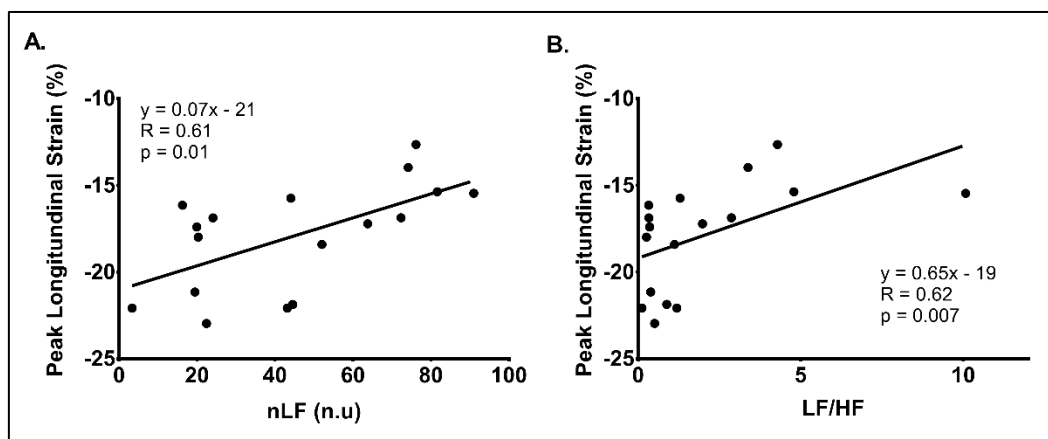 A.
Peak Longitundinal Strain (%)
-10
-15
-20
-25
y = 0.07x - 21
R = 0.61
p = 0.01
0 20 40 60 80 100
nLF (n.u)
B.
Peak Longitundinal Strain (%)
-10
-15
-20
-25
y = 0.65x - 19
R = 0.62
p = 0.007
0 5 10
LF/HF